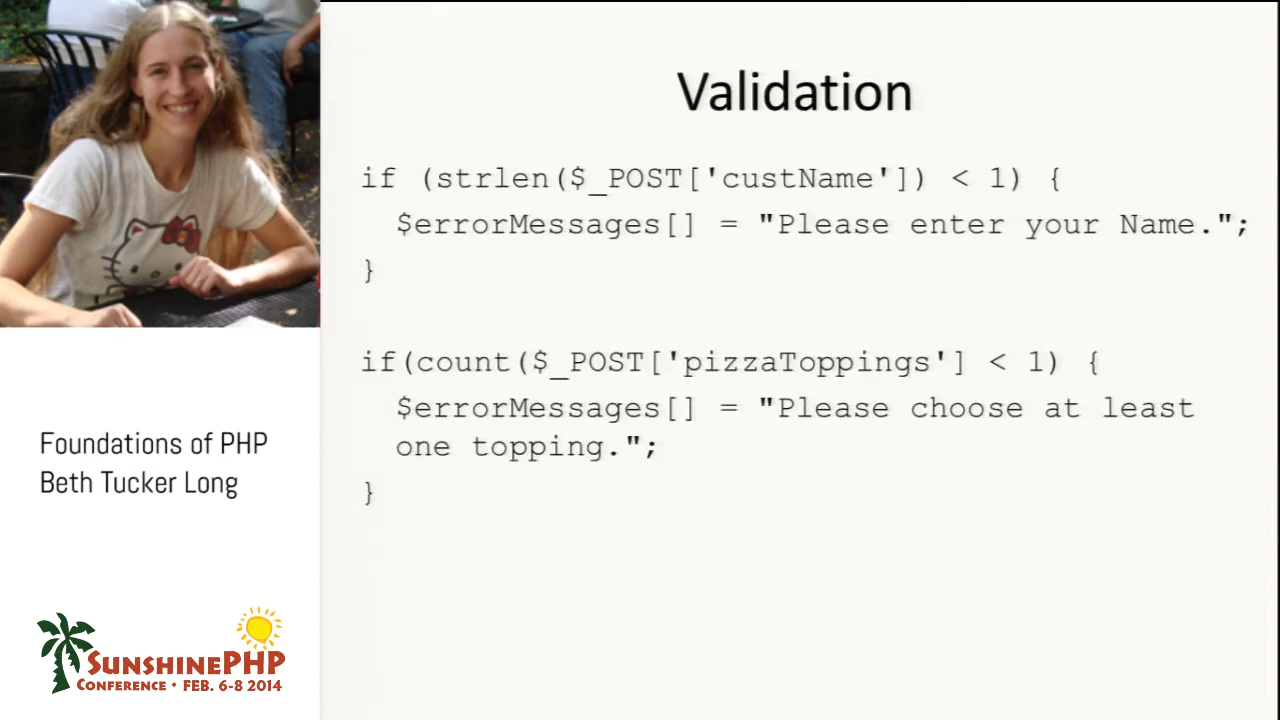 Validation
if (strlen($_POST['custName']) < 1) {
$errorMessages[] = "Please enter your Name.";
}
if(count($_POST['pizzaToppings'] < 1) {
$errorMessages[] = "Please choose at least
one topping.";
}
Foundations of PHP
Beth Tucker Long
SUNSHINEPHP
CONFERENCE • FEB. 6-8 2014